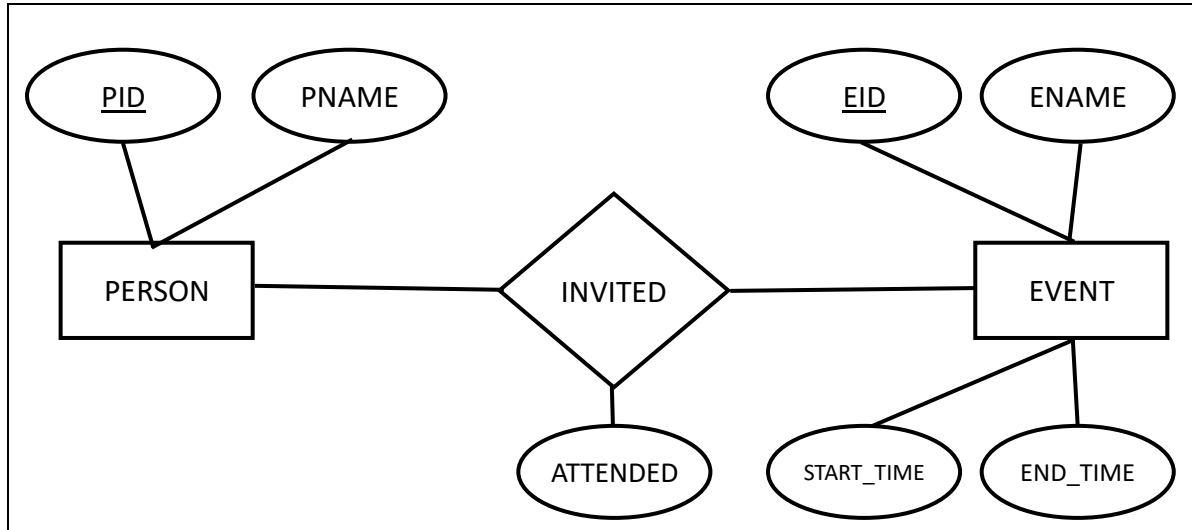 PID
PNAME
EID
ENAME
PERSON
INVITED
EVENT
ATTENDED
START_TIME
END_TIME